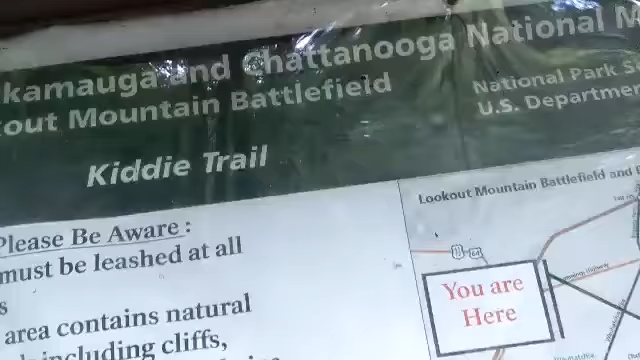 kamauga and Chattanooga National M
out Mountain Battlefield
National Park S
U.S. Departmen
Kiddie Trail
Lookout Mountain Battlefield and
Please Be Aware :
must be leashed at all
s
area contains natural
including cliffs,
You are
Here